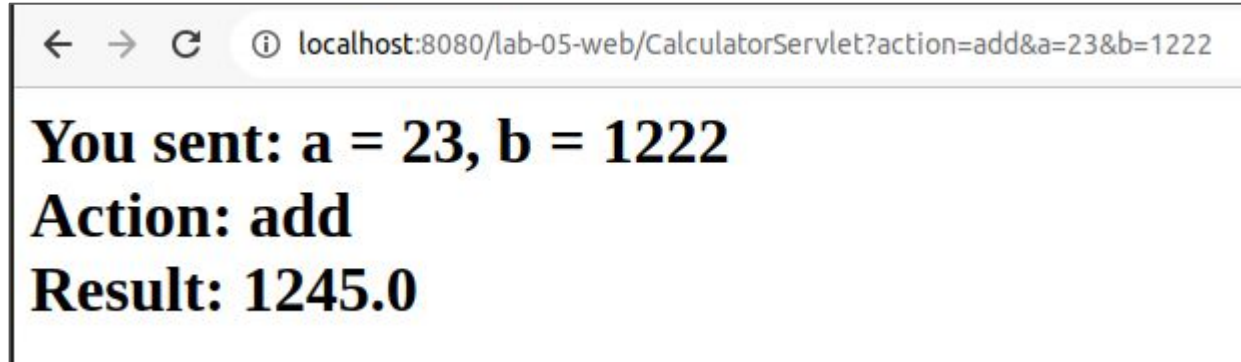 localhost:8080/lab-05-web/CalculatorServlet?action=add&a=23&b=1222
You sent: a = 23, b = 1222
Action: add
Result: 1245.0